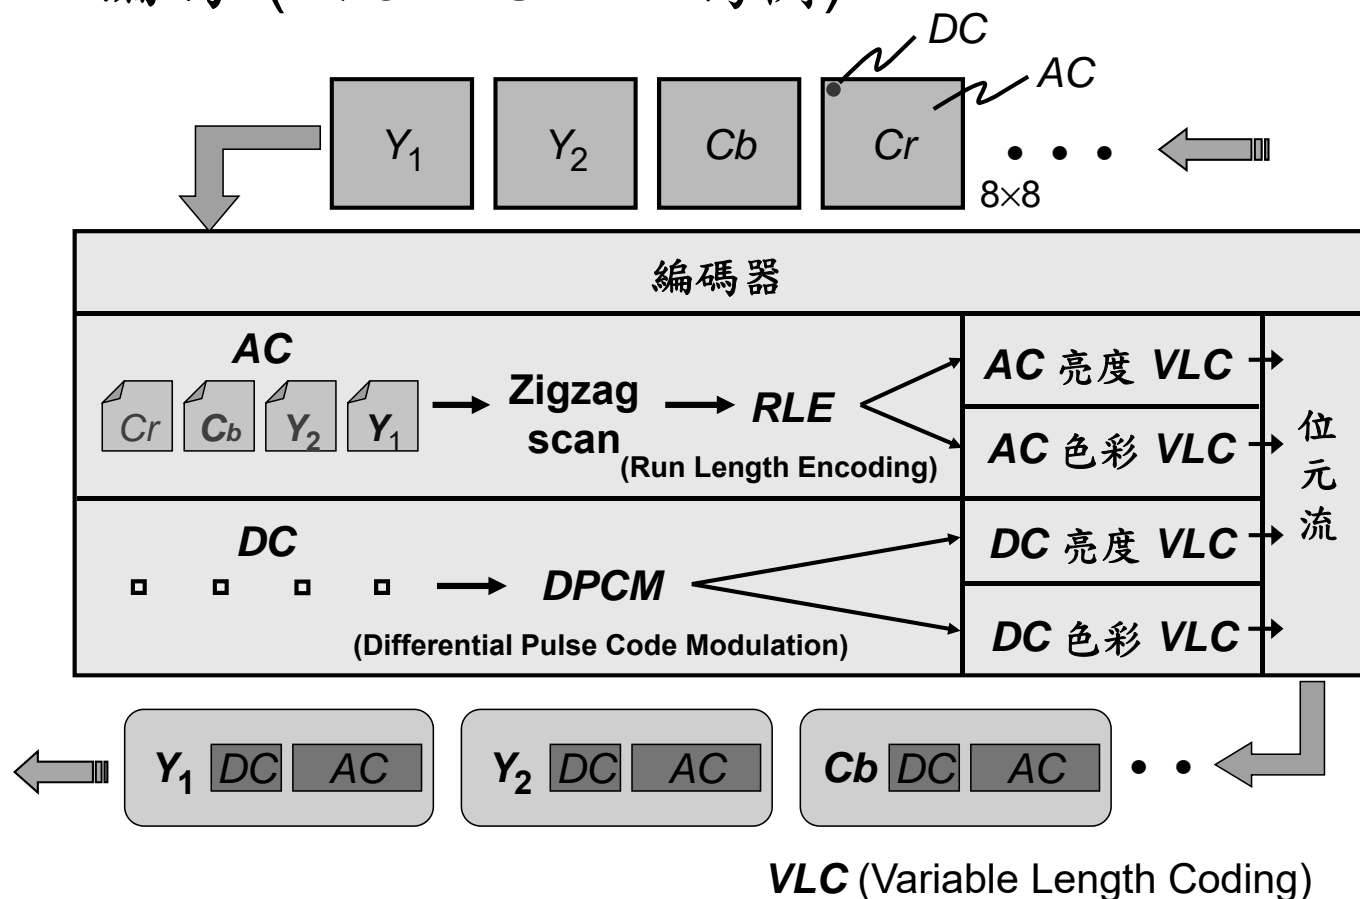 DC
AC
Y1 Y2 Cb Cr
8×8
編碼器
AC
Cr Cb Y2 Y1
Zigzag
scan
RLE
(Run Length Encoding)
AC 亮度 VLC
AC 色彩 VLC
DC
DPCM
(Differential Pulse Code Modulation)
DC 亮度 VLC
DC 色彩 VLC
位
元
流
Y1 DC AC
Y2 DC AC
Cb DC AC
VLC (Variable Length Coding)